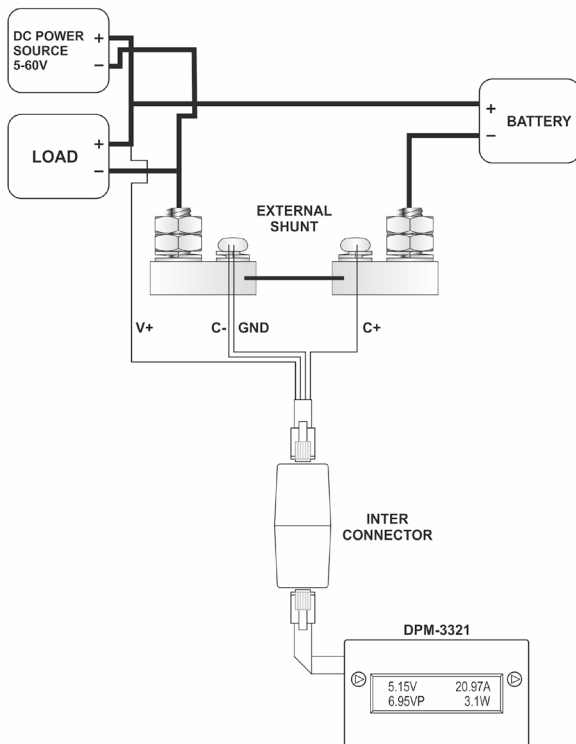 DC POWER +
SOURCE
5-60V −
LOAD +
−
+ BATTERY
−
EXTERNAL
SHUNT
V+ C- GND C+
INTER
CONNECTOR
DPM-3321
5.15V 20.97A
6.95VP 3.1W